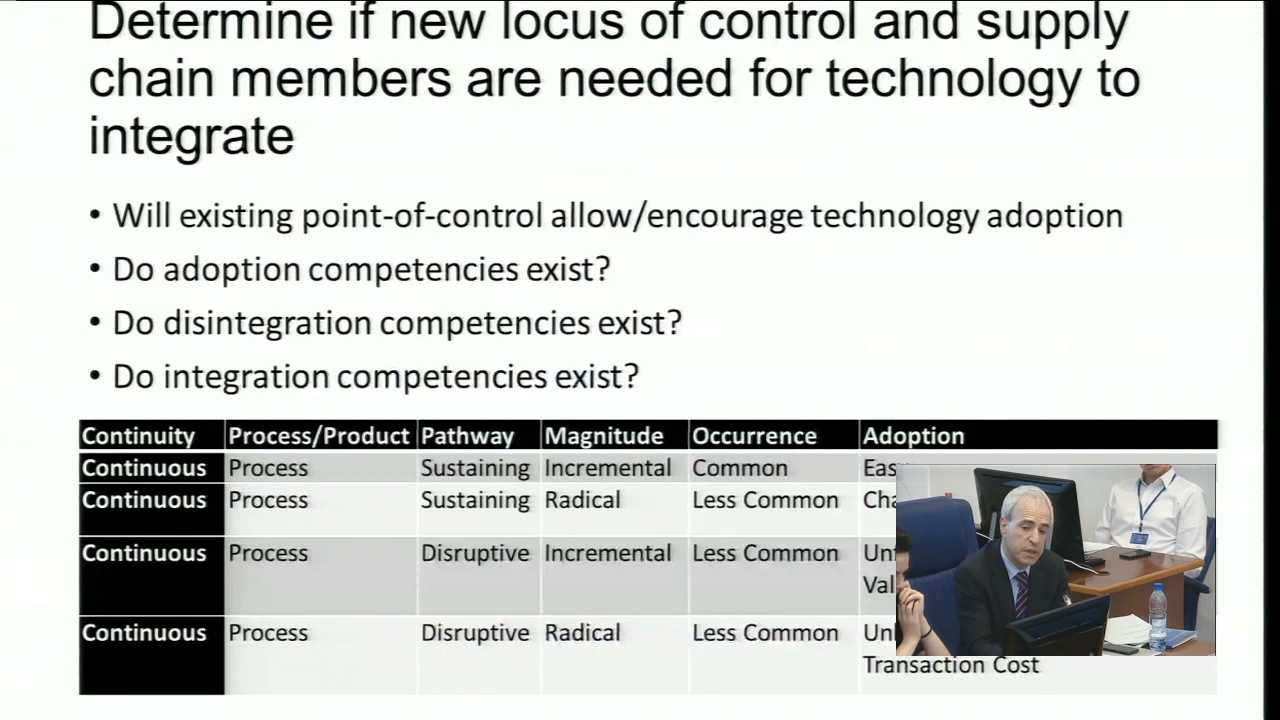 Determine if new locus of control and supply
chain members are needed for technology to
integrate
• Will existing point-of-control allow/encourage technology adoption
• Do adoption competencies exist?
• Do disintegration competencies exist?
• Do integration competencies exist?
Continuity Process/Product Pathway Magnitude Occurrence Adoption
Continuous Process Sustaining Incremental Common
Continuous Process Sustaining Radical Less Common
Continuous Process Disruptive Incremental Less Common
Continuous Process Disruptive Radical Less Common
Transaction Cost